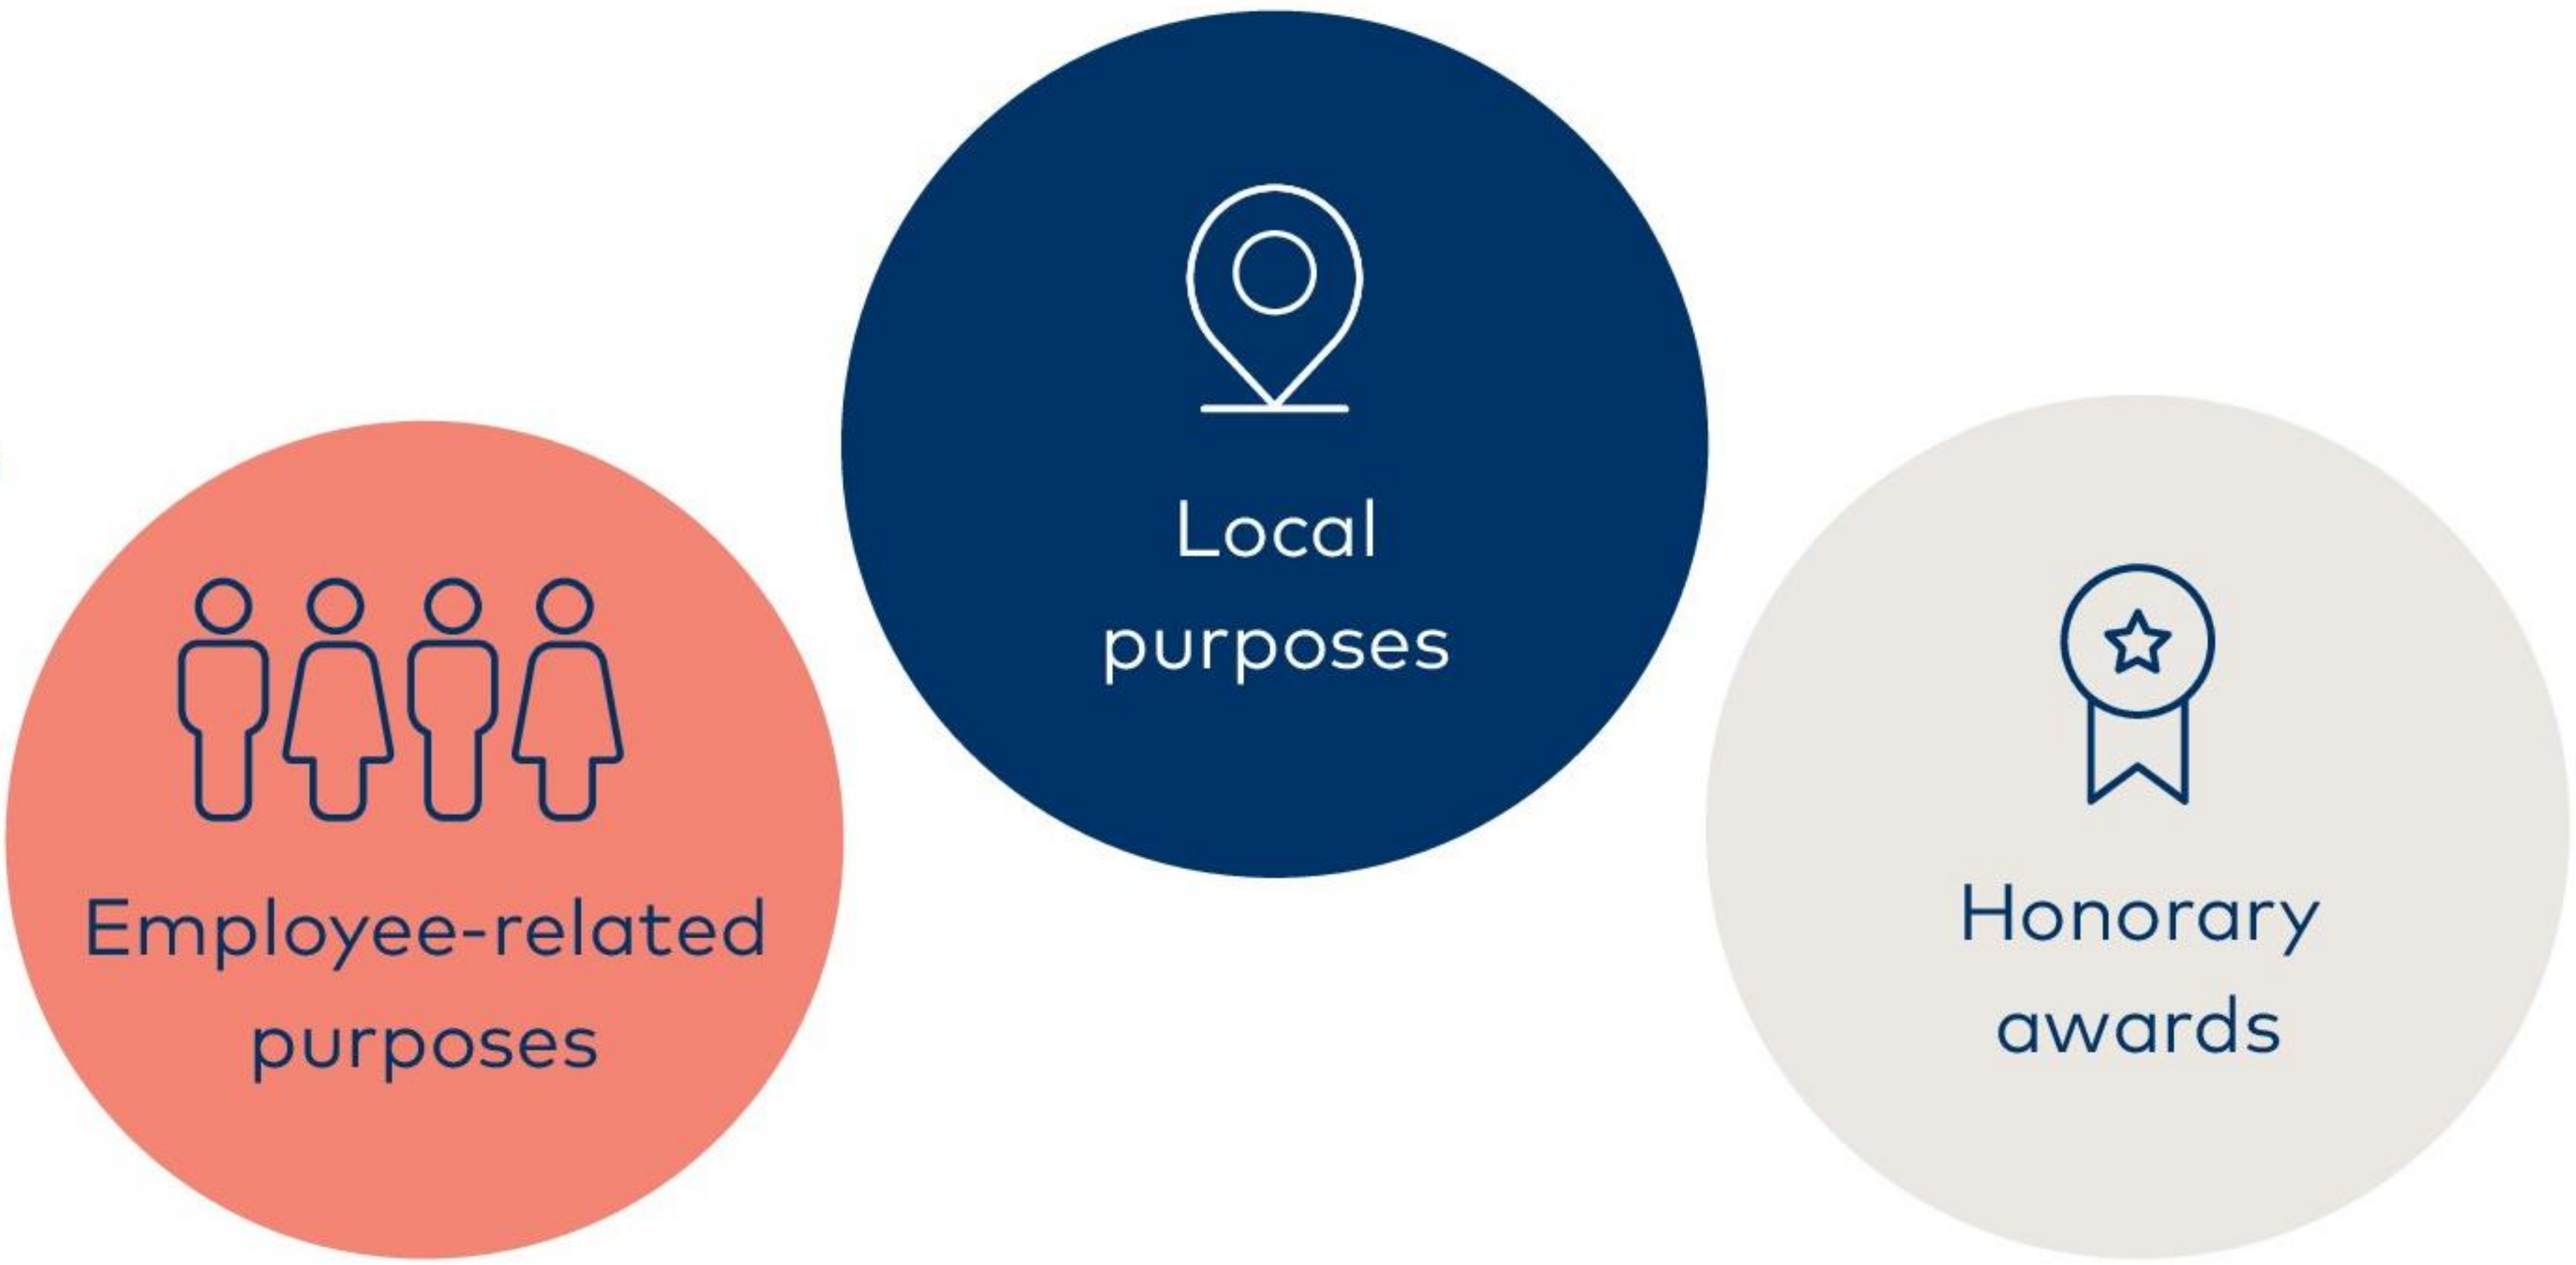 Employee-related
purposes
Local
purposes
Honorary
awards